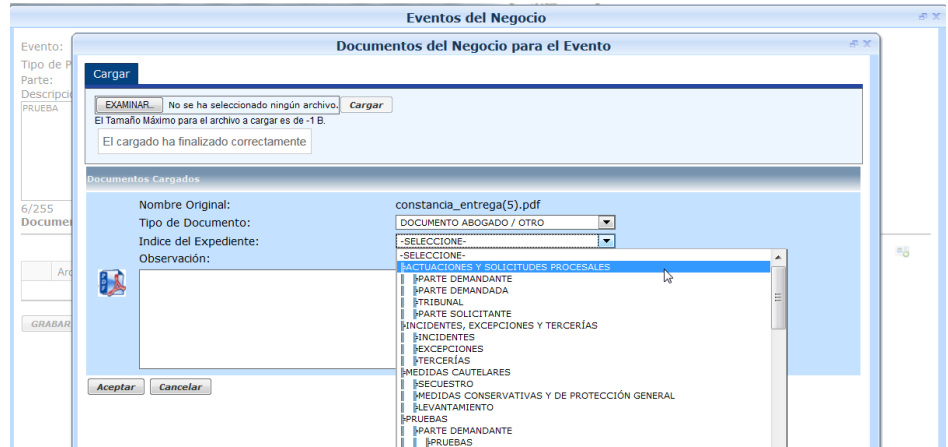 Eventos del Negocio
Evento:
Documentos del Negocio para el Evento
Tipo de P
Cargar
Parte:
Descripci
PRUEBA
EXAMINAR... No se ha seleccionado ningún archivo. Cargar
El Tamaño Máximo para el archivo a cargar es de -1 B.
El cargado ha finalizado correctamente
Documentos Cargados
6/255
Documen
Nombre Original: constancia_entrega(5).pdf
Tipo de Documento: DOCUMENTO ABOGADO / OTRO
Indice del Expediente: -SELECCIONE-
Observación:
-SELECCIONE-
ACTUACIONES Y SOLICITUDES PROCESALES
PARTE DEMANDANTE
PARTE DEMANDADA
TRIBUNAL
PARTE SOLICITANTE
INCIDENTES, EXCEPCIONES Y TERCERÍAS
INCIDENTES
EXCEPCIONES
TERCERÍAS
MEDIDAS CAUTELARES
SECUESTRO
MEDIDAS CONSERVATIVAS Y DE PROTECCIÓN GENERAL
LEVANTAMIENTO
PRUEBAS
PARTE DEMANDANTE
PRUEBAS
Arc
GRABAR
Aceptar Cancelar